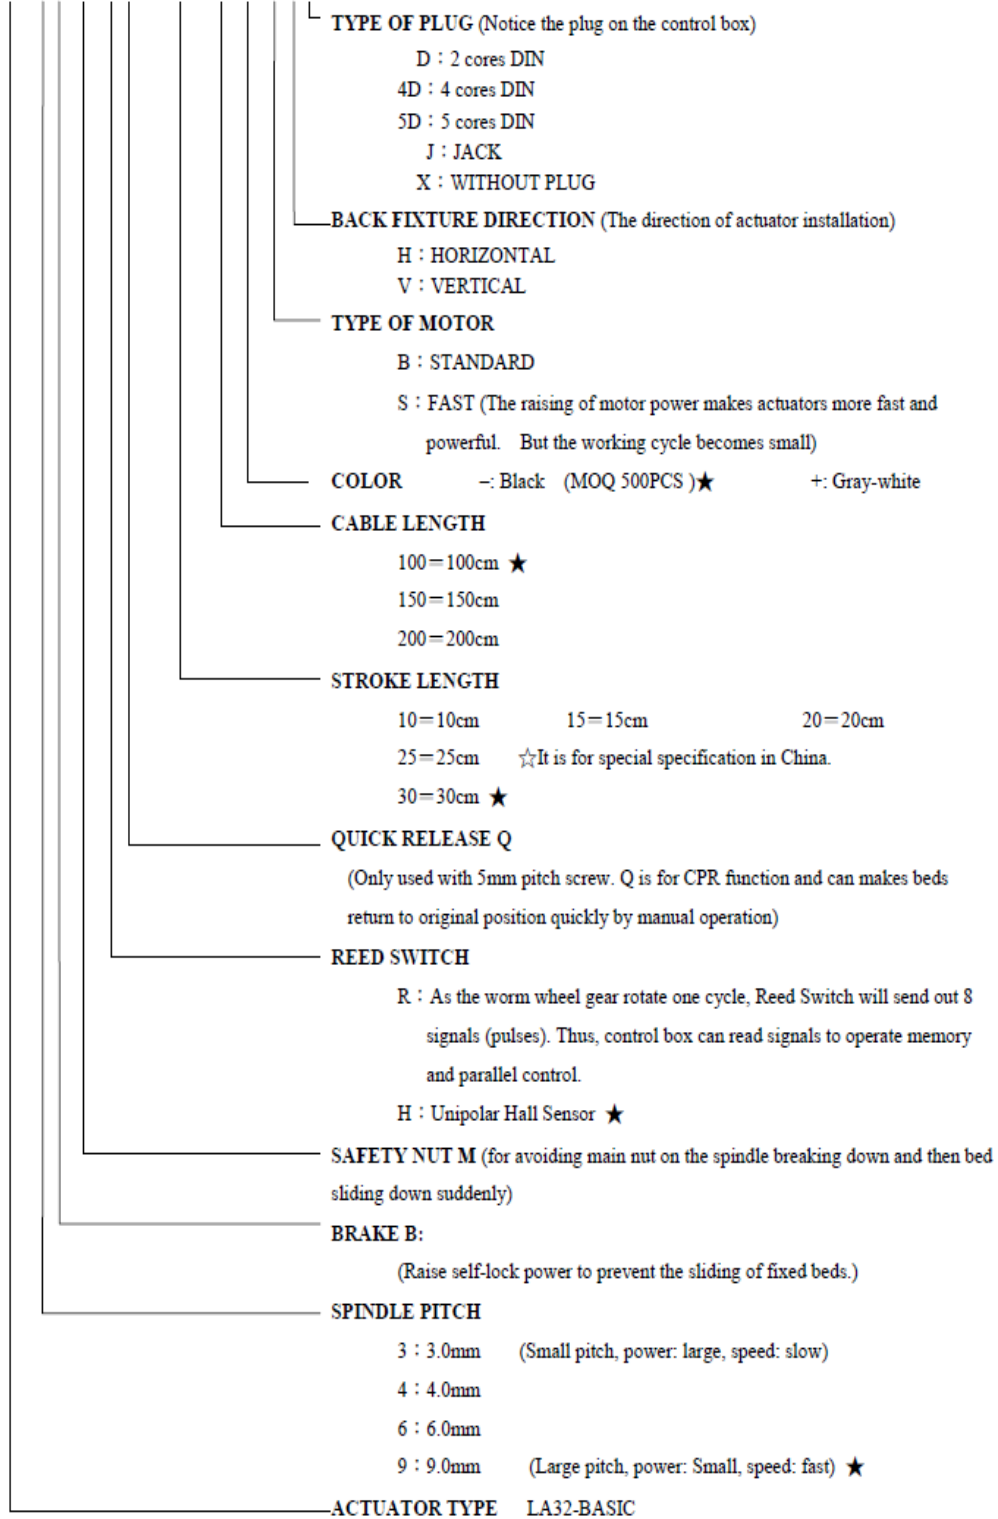 TYPE OF PLUG (Notice the plug on the control box)
D：2 cores DIN
4D：4 cores DIN
5D：5 cores DIN
J：JACK
X：WITHOUT PLUG
BACK FIXTURE DIRECTION (The direction of actuator installation)
H：HORIZONTAL
V：VERTICAL
TYPE OF MOTOR
B：STANDARD
S：FAST (The raising of motor power makes actuators more fast and
powerful. But the working cycle becomes small)
COLOR –: Black (MOQ 500PCS )★ +: Gray-white
CABLE LENGTH
100＝100cm ★
150＝150cm
200＝200cm
STROKE LENGTH
10＝10cm 15＝15cm 20＝20cm
25＝25cm ☆It is for special specification in China.
30＝30cm ★
QUICK RELEASE Q
(Only used with 5mm pitch screw. Q is for CPR function and can makes beds
return to original position quickly by manual operation)
REED SWITCH
R：As the worm wheel gear rotate one cycle, Reed Switch will send out 8
signals (pulses). Thus, control box can read signals to operate memory
and parallel control.
H：Unipolar Hall Sensor ★
SAFETY NUT M (for avoiding main nut on the spindle breaking down and then bed
sliding down suddenly)
BRAKE B:
(Raise self-lock power to prevent the sliding of fixed beds.)
SPINDLE PITCH
3：3.0mm (Small pitch, power: large, speed: slow)
4：4.0mm
6：6.0mm
9：9.0mm (Large pitch, power: Small, speed: fast) ★
ACTUATOR TYPE LA32-BASIC